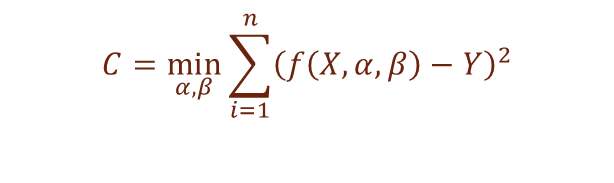 C = min_{α,β} ∑_{i=1}^{n} (f(X, α, β) − Y)²